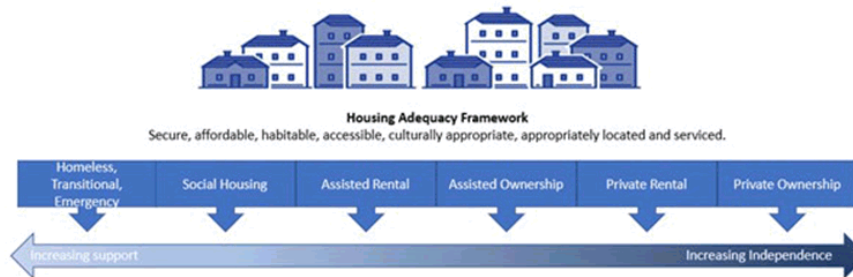 Housing Adequacy Framework
Secure, affordable, habitable, accessible, culturally appropriate, appropriately located and serviced.
Homeless,
Transitional,
Emergency
Social Housing
Assisted Rental
Assisted Ownership
Private Rental
Private Ownership
Increasing support
Increasing Independence